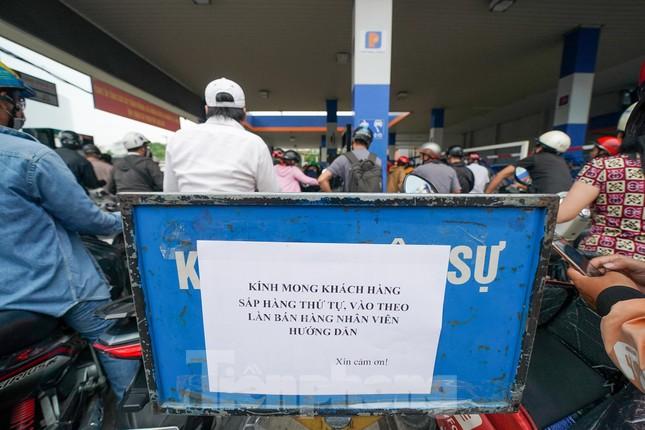 KÍNH MONG KHÁCH HÀNG
SẮP HÀNG THỨ TỰ, VÀO THEO
LÀN BÁN HÀNG NHÂN VIÊN
HƯỚNG DẪN
Xin cảm ơn!
SỰ
Tiênphong